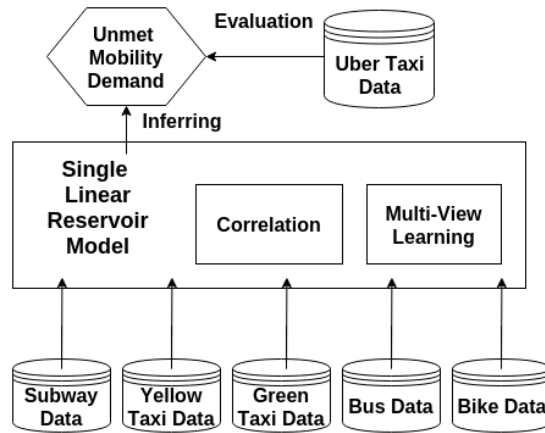 Unmet
Mobility
Demand
Evaluation
Uber Taxi
Data
Inferring
Single
Linear
Reservoir
Model
Correlation
Multi-View
Learning
Subway
Data
Yellow
Taxi Data
Green
Taxi Data
Bus Data
Bike Data